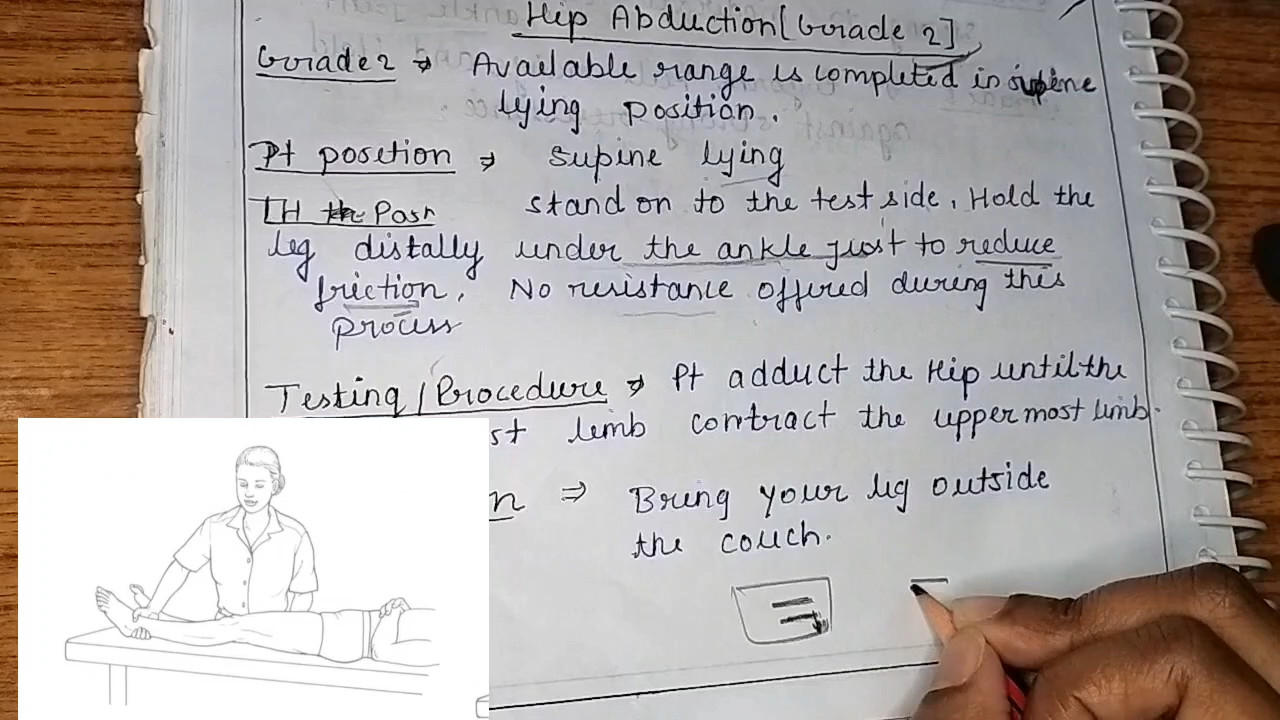 Hip Abduction [Grade 2]
Grade 2 → Available range is completed in supine
lying position.
Pt position → supine lying
stand on to the test side. Hold the
leg distally under the ankle just to reduce
friction. No resistance offered during this
process
Testing / Procedure → Pt adduct the Hip until the
st limb contract the uppermost limb.
n ⇒ Bring your leg outside
the couch.